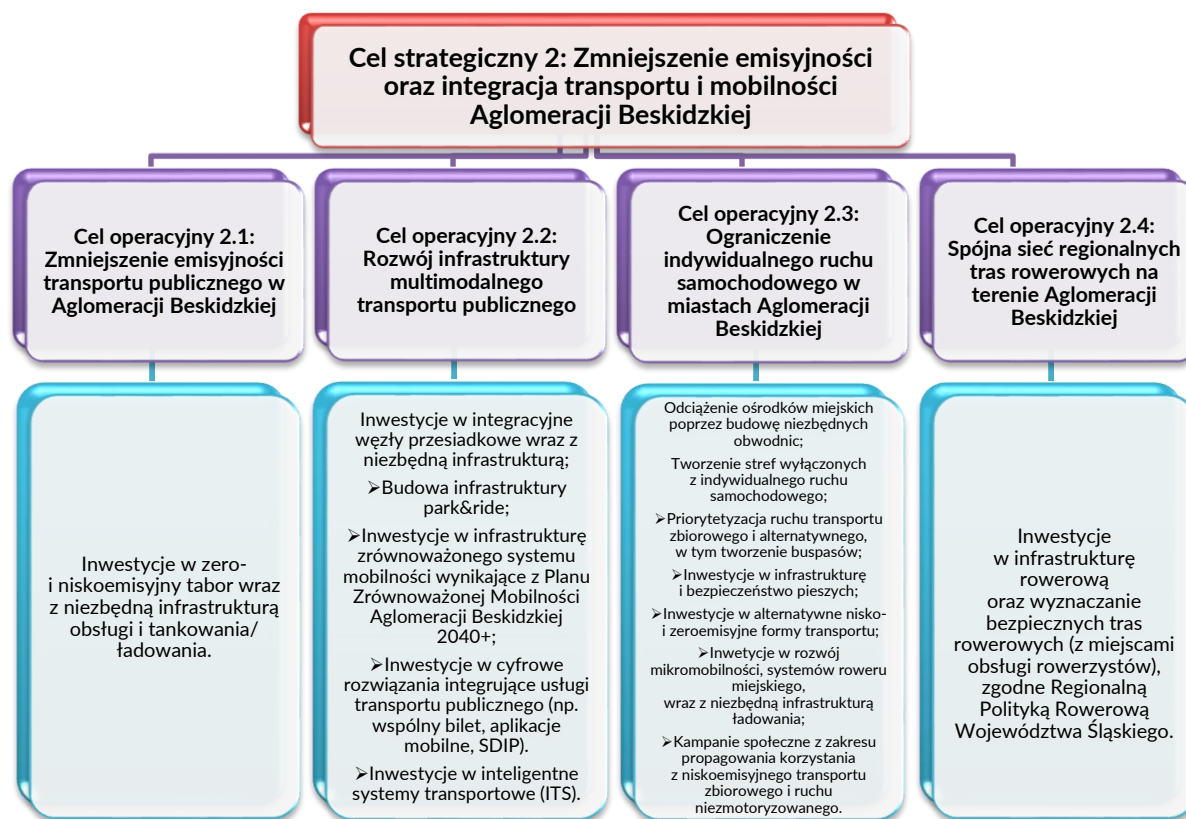 Cel strategiczny 2: Zmniejszenie emisyjności
oraz integracja transportu i mobilności
Aglomeracji Beskidzkiej
Cel operacyjny 2.1:
Zmniejszenie emisyjności
transportu publicznego w
Aglomeracji Beskidzkiej
Inwestycje w zero-
i niskoemisyjny tabor wraz
z niezbędną infrastrukturą
obsługi i tankowania/
ładowania.
Cel operacyjny 2.2:
Rozwój infrastruktury
multimodalnego
transportu publicznego
Inwestycje w integracyjne
węzły przesiadkowe wraz z
niezbędną infrastrukturą;
➢Budowa infrastruktury
park&ride;
➢Inwestycje w infrastrukturę
zrównoważonego systemu
mobilności wynikające z Planu
Zrównoważonej Mobilności
Aglomeracji Beskidzkiej
2040+;
➢Inwestycje w cyfrowe
rozwiązania integrujące usługi
transportu publicznego (np.
wspólny bilet, aplikacje
mobilne, SDIP).
➢Inwestycje w inteligentne
systemy transportowe (ITS).
Cel operacyjny 2.3:
Ograniczenie
indywidualnego ruchu
samochodowego w
miastach Aglomeracji
Beskidzkiej
Odciążenie ośrodków miejskich
poprzez budowę niezbędnych
obwodnic;
Tworzenie stref wyłączonych
z indywidualnego ruchu
samochodowego;
➢Priorytetyzacja ruchu transportu
zbiorowego i alternatywnego,
w tym tworzenie buspasów;
➢Inwestycje w infrastrukturę
i bezpieczeństwo pieszych;
➢Inwestycje w alternatywne nisko-
i zeroemisyjne formy transportu;
➢Inwetycje w rozwój
mikromobilności, systemów roweru
miejskiego,
wraz z niezbędną infrastrukturą
ładowania;
➢Kampanie społeczne z zakresu
propagowania korzystania
z niskoemisyjnego transportu
zbiorowego i ruchu
niezmotoryzowanego.
Cel operacyjny 2.4:
Spójna sieć regionalnych
tras rowerowych na
terenie Aglomeracji
Beskidzkiej
Inwestycje
w infrastrukturę
rowerową
oraz wyznaczanie
bezpiecznych tras
rowerowych (z miejscami
obsługi rowerzystów),
zgodne Regionalną
Polityką Rowerową
Województwa Śląskiego.